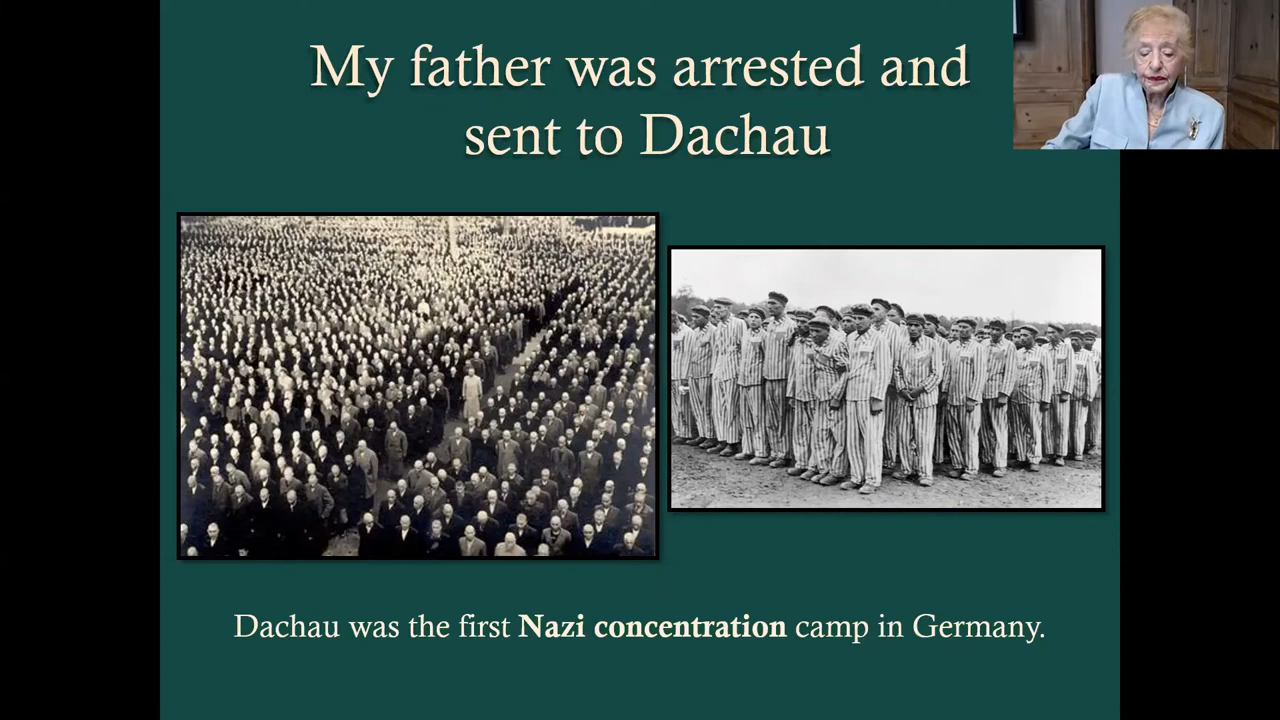 My father was arrested and
sent to Dachau
Dachau was the first Nazi concentration camp in Germany.